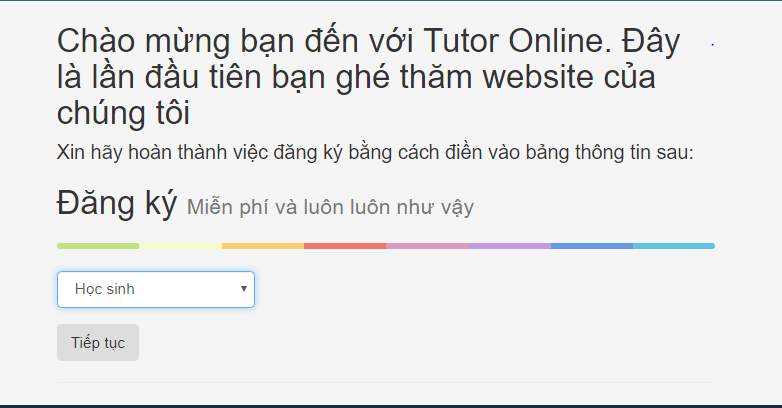 Chào mừng bạn đến với Tutor Online. Đây
là lần đầu tiên bạn ghé thăm website của
chúng tôi
Xin hãy hoàn thành việc đăng ký bằng cách điền vào bảng thông tin sau:
Đăng ký Miễn phí và luôn luôn như vậy
Học sinh
Tiếp tục